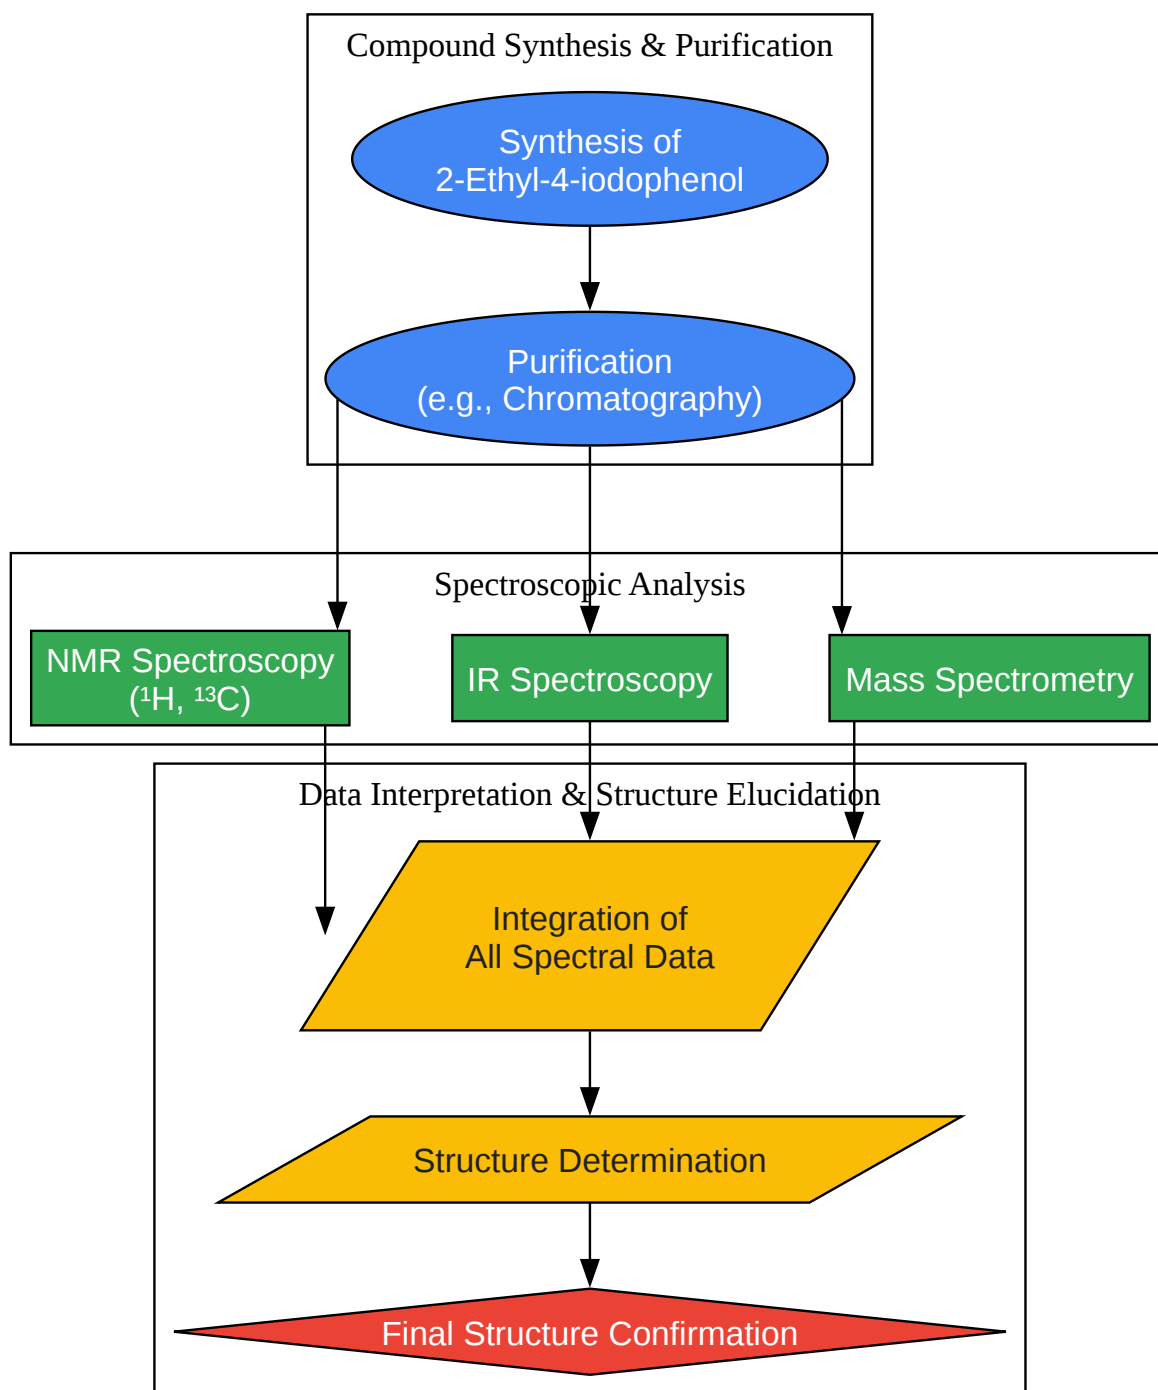 Compound Synthesis & Purification
Synthesis of
2-Ethyl-4-iodophenol
Purification
(e.g., Chromatography)
Spectroscopic Analysis
NMR Spectroscopy
(¹H, ¹³C)
IR Spectroscopy
Mass Spectrometry
Data Interpretation & Structure Elucidation
Integration of
All Spectral Data
Structure Determination
Final Structure Confirmation